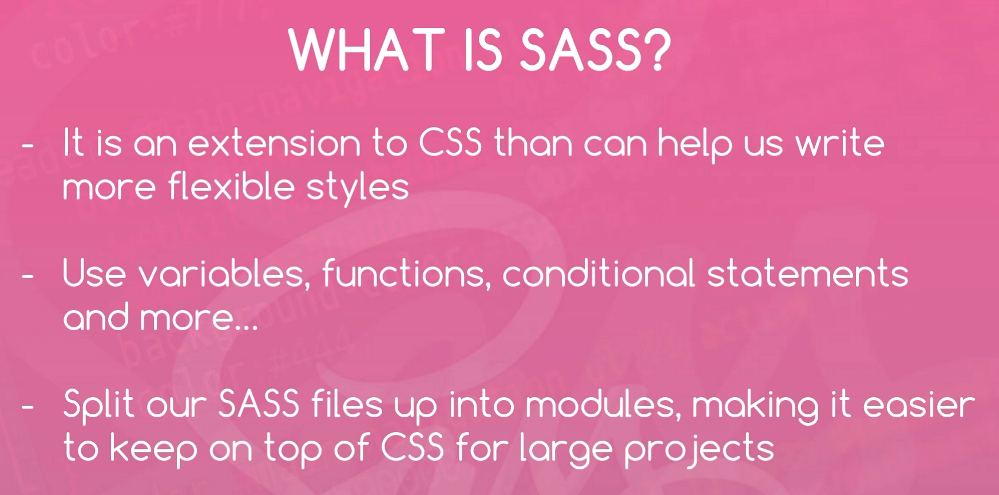 WHAT IS SASS?
- It is an extension to CSS than can help us write
more flexible styles
- Use variables, functions, conditional statements
and more...
- Split our SASS files up into modules, making it easier
to keep on top of CSS for large projects